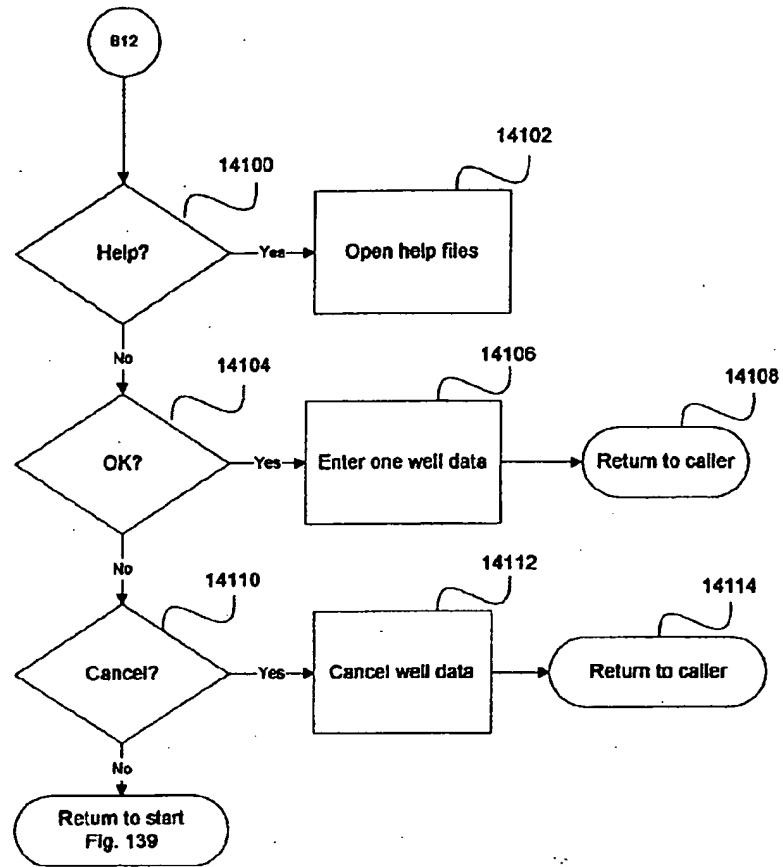 B12
14100
14102
Help?
Yes
Open help files
No
14104
14106
14108
OK?
Yes
Enter one well data
Return to caller
No
14110
14112
14114
Cancel?
Yes
Cancel well data
Return to caller
No
Return to start
Fig. 139